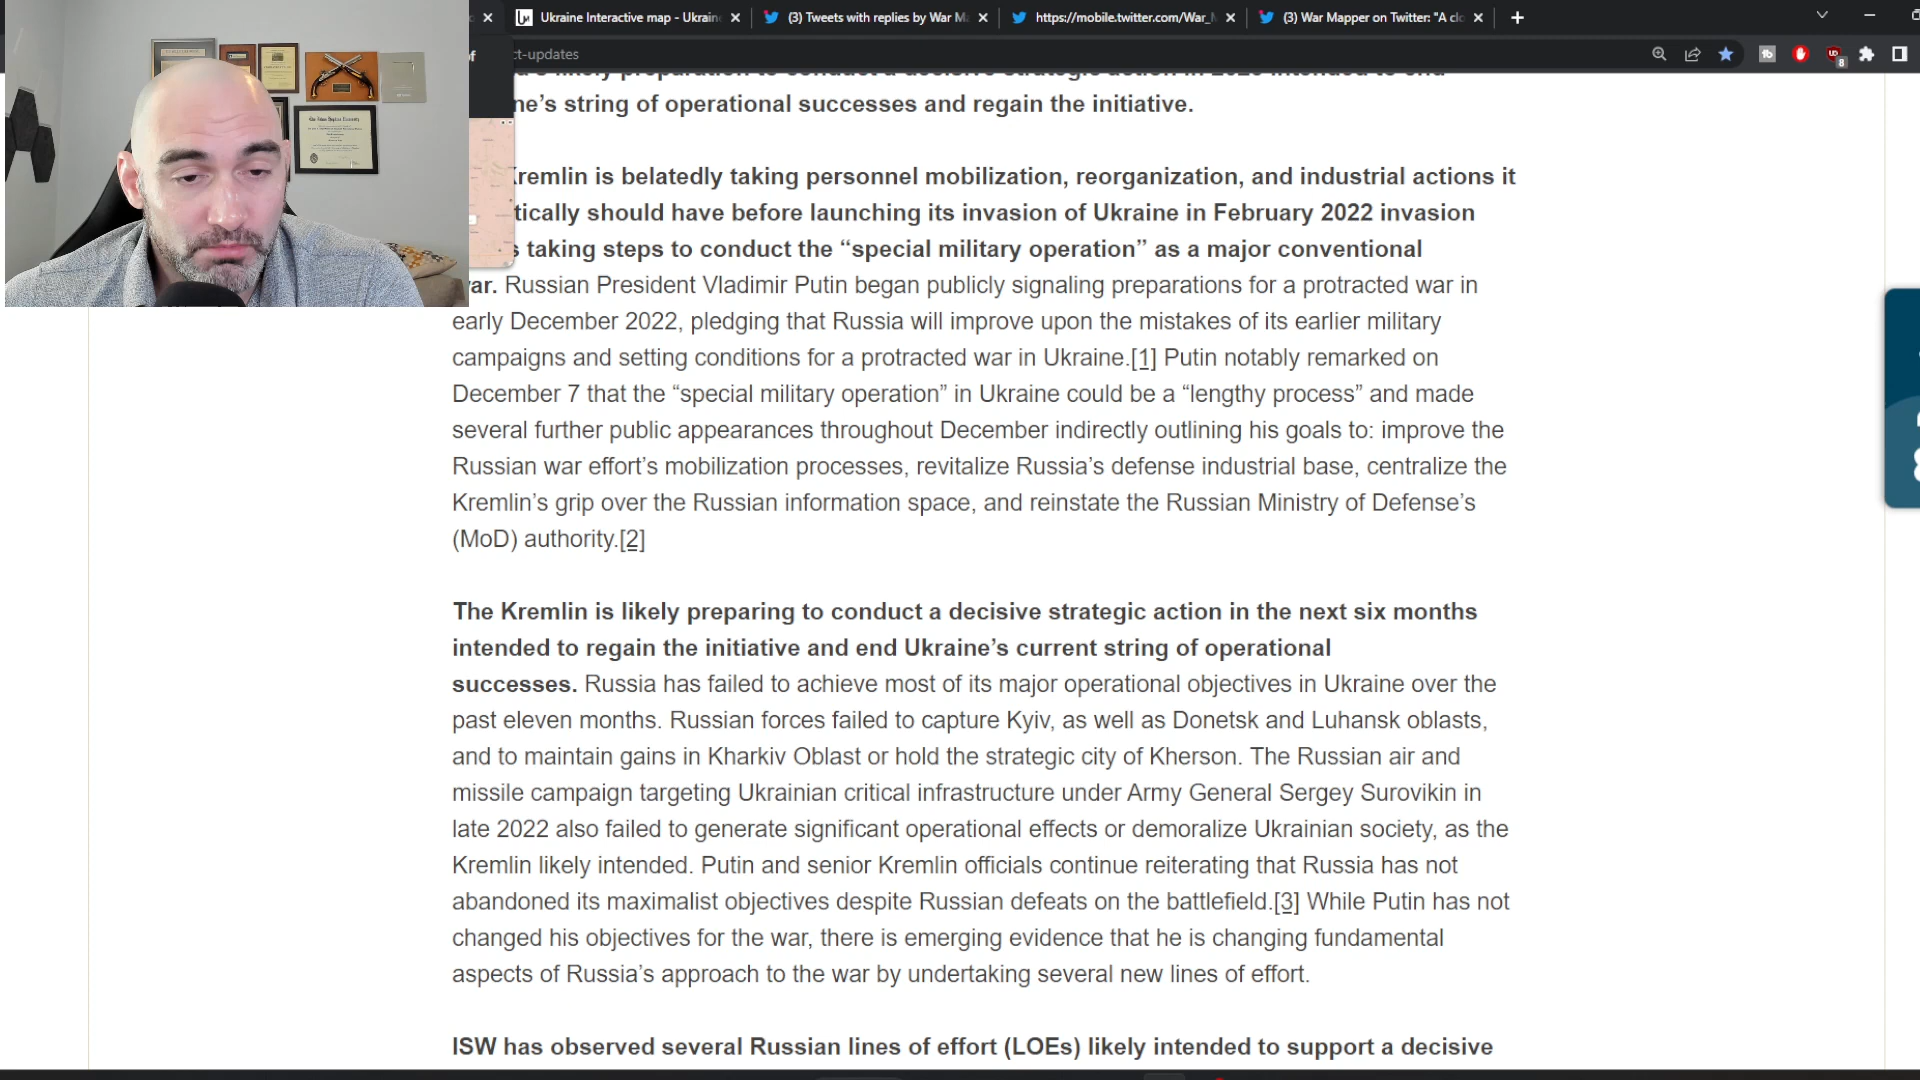 Ukraine Interactive map - Ukrain
(3) Tweets with replies by War M
https://mobile.twitter.com/War_
(3) War Mapper on Twitter: "A clo
ct-updates
likely preparation to conduct a decisive strategic action in 2023 intended to end
ne's string of operational successes and regain the initiative.
Kremlin is belatedly taking personnel mobilization, reorganization, and industrial actions it
tically should have before launching its invasion of Ukraine in February 2022 invasion
s taking steps to conduct the “special military operation” as a major conventional
ar. Russian President Vladimir Putin began publicly signaling preparations for a protracted war in
early December 2022, pledging that Russia will improve upon the mistakes of its earlier military
campaigns and setting conditions for a protracted war in Ukraine.[1] Putin notably remarked on
December 7 that the “special military operation” in Ukraine could be a “lengthy process” and made
several further public appearances throughout December indirectly outlining his goals to: improve the
Russian war effort’s mobilization processes, revitalize Russia’s defense industrial base, centralize the
Kremlin’s grip over the Russian information space, and reinstate the Russian Ministry of Defense’s
(MoD) authority.[2]
The Kremlin is likely preparing to conduct a decisive strategic action in the next six months
intended to regain the initiative and end Ukraine’s current string of operational
successes. Russia has failed to achieve most of its major operational objectives in Ukraine over the
past eleven months. Russian forces failed to capture Kyiv, as well as Donetsk and Luhansk oblasts,
and to maintain gains in Kharkiv Oblast or hold the strategic city of Kherson. The Russian air and
missile campaign targeting Ukrainian critical infrastructure under Army General Sergey Surovikin in
late 2022 also failed to generate significant operational effects or demoralize Ukrainian society, as the
Kremlin likely intended. Putin and senior Kremlin officials continue reiterating that Russia has not
abandoned its maximalist objectives despite Russian defeats on the battlefield.[3] While Putin has not
changed his objectives for the war, there is emerging evidence that he is changing fundamental
aspects of Russia’s approach to the war by undertaking several new lines of effort.
ISW has observed several Russian lines of effort (LOEs) likely intended to support a decisive